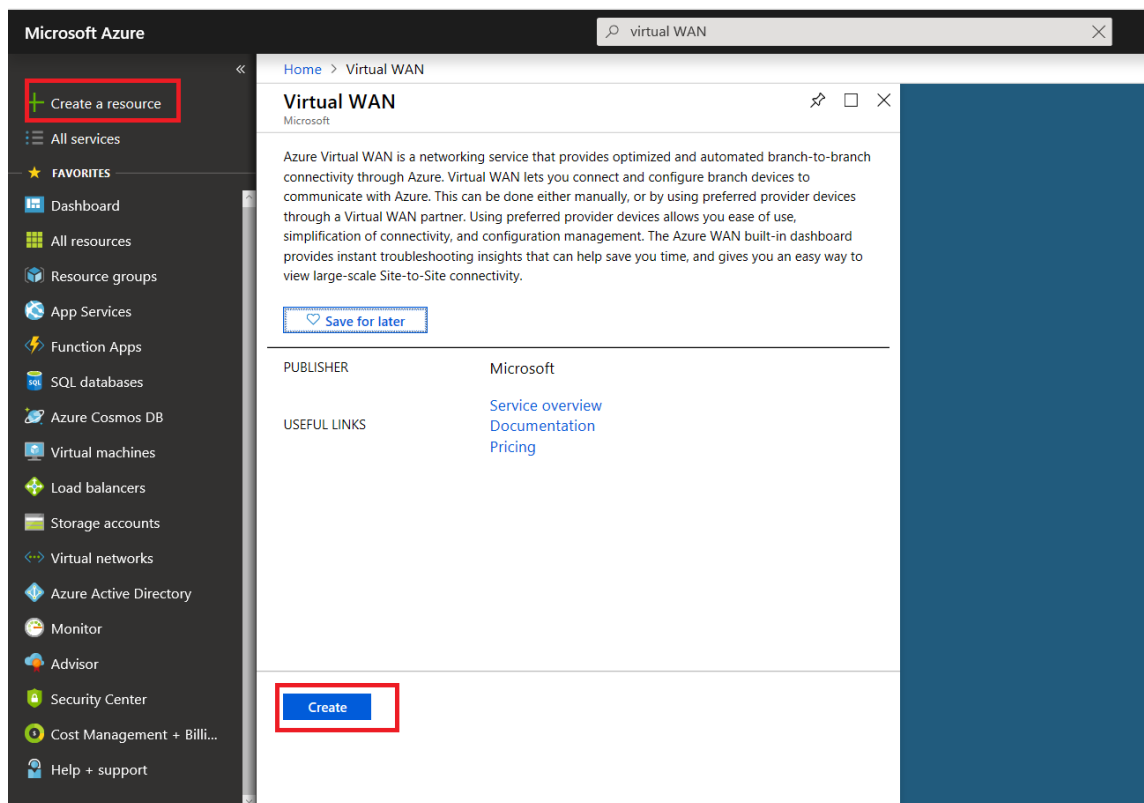 Microsoft Azure
virtual WAN
Home > Virtual WAN
Create a resource
All services
FAVORITES
Dashboard
All resources
Resource groups
App Services
Function Apps
SQL databases
Azure Cosmos DB
Virtual machines
Load balancers
Storage accounts
Virtual networks
Azure Active Directory
Monitor
Advisor
Security Center
Cost Management + Billi...
Help + support
Virtual WAN
Microsoft
Azure Virtual WAN is a networking service that provides optimized and automated branch-to-branch
connectivity through Azure. Virtual WAN lets you connect and configure branch devices to
communicate with Azure. This can be done either manually, or by using preferred provider devices
through a Virtual WAN partner. Using preferred provider devices allows you ease of use,
simplification of connectivity, and configuration management. The Azure WAN built-in dashboard
provides instant troubleshooting insights that can help save you time, and gives you an easy way to
view large-scale Site-to-Site connectivity.
Save for later
PUBLISHER
Microsoft
USEFUL LINKS
Service overview
Documentation
Pricing
Create